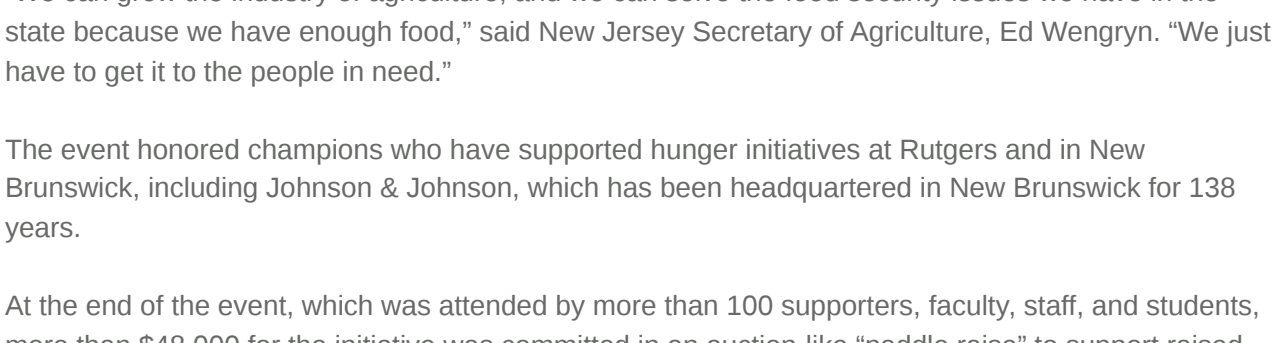 “We can grow the industry of agriculture, and we can serve the food security issues we have in the
state because we have enough food,” said New Jersey Secretary of Agriculture, Ed Wengryn. “We just
have to get it to the people in need.”
The event honored champions who have supported hunger initiatives at Rutgers and in New
Brunswick, including Johnson & Johnson, which has been headquartered in New Brunswick for 138
years.
At the end of the event, which was attended by more than 100 supporters, faculty, staff, and students,
more than $48,000 for the initiative was committed in an auction-like “paddle raise” to support raised